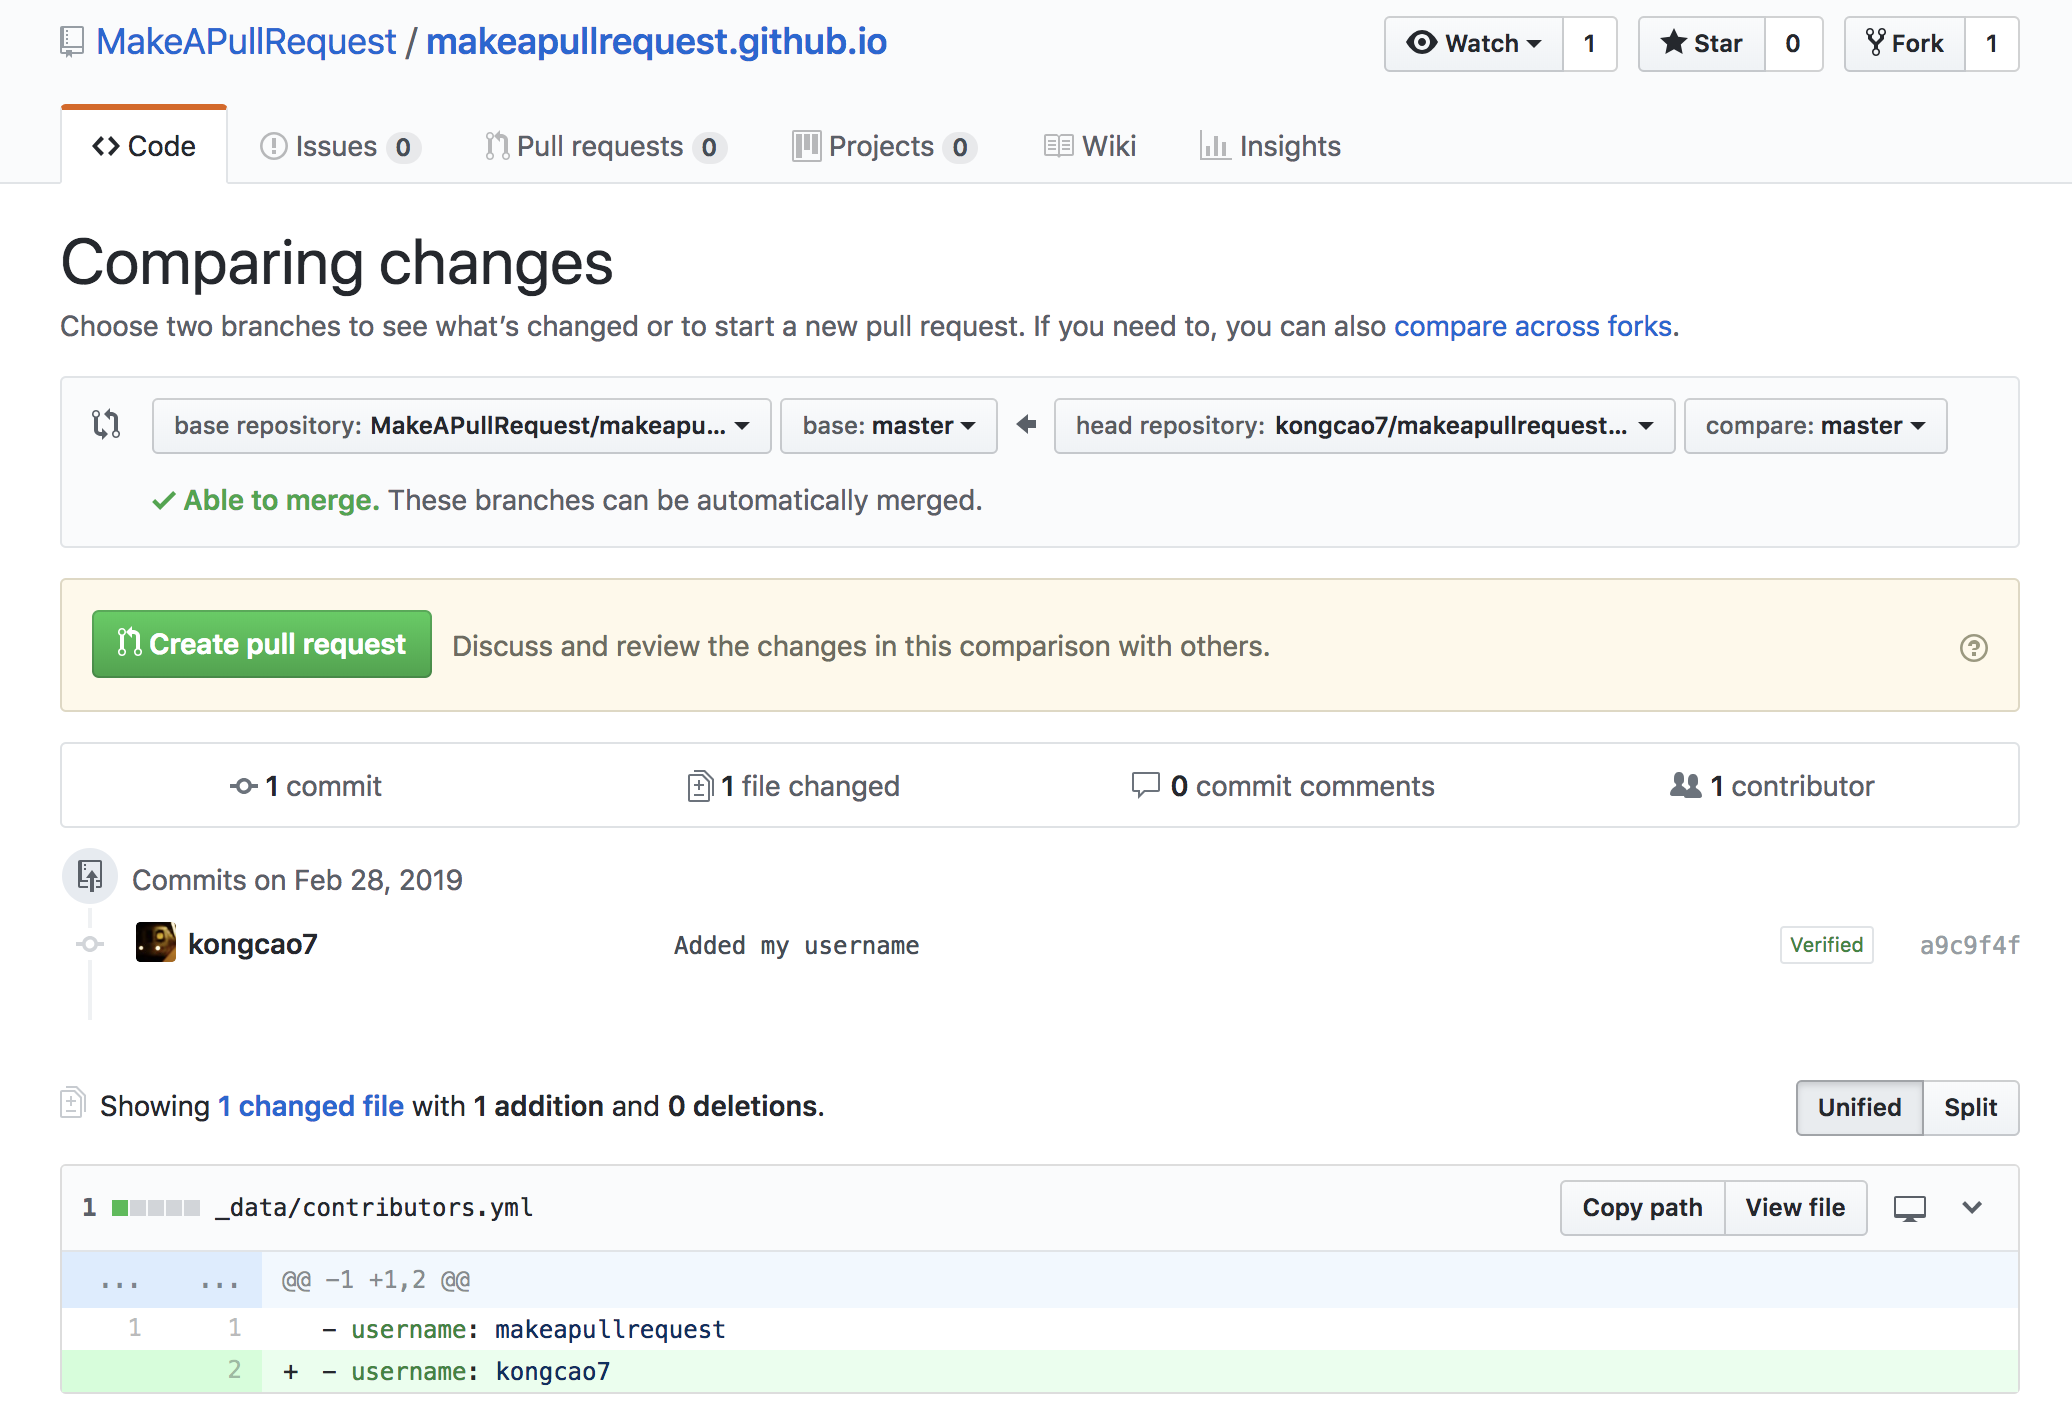 MakeAPullRequest / makeapullrequest.github.io
Watch 1 Star 0 Fork 1
Code Issues 0 Pull requests 0 Projects 0 Wiki Insights
Comparing changes
Choose two branches to see what’s changed or to start a new pull request. If you need to, you can also compare across forks.
base repository: MakeAPullRequest/makeapu... base: master head repository: kongcao7/makeapullrequest... compare: master
Able to merge. These branches can be automatically merged.
Create pull request Discuss and review the changes in this comparison with others.
1 commit 1 file changed 0 commit comments 1 contributor
Commits on Feb 28, 2019
kongcao7 Added my username Verified a9c9f4f
Showing 1 changed file with 1 addition and 0 deletions.
Unified Split
1 _data/contributors.yml Copy path View file
... ... @@ -1 +1,2 @@
1 1 - username: makeapullrequest
2 + - username: kongcao7